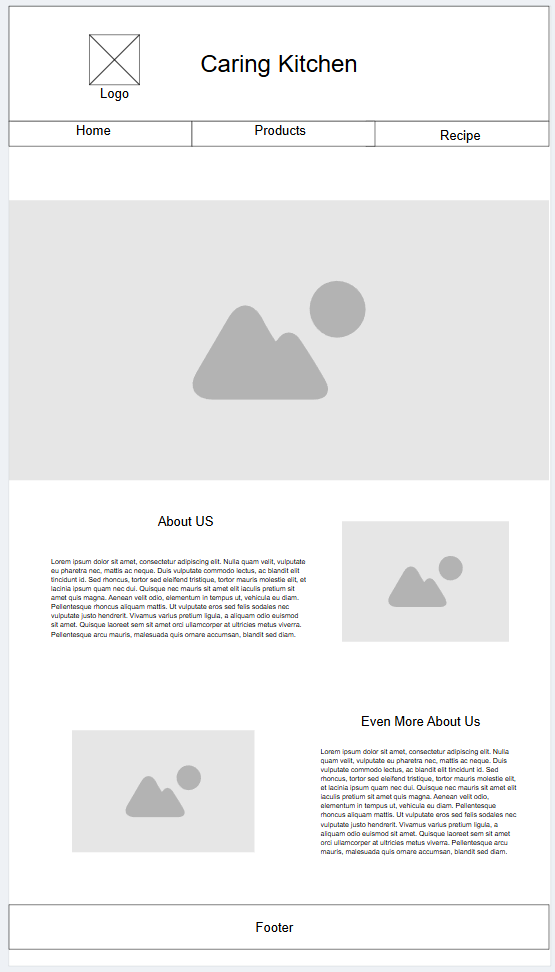 Caring Kitchen
Logo
Home
Products
Recipe
About US
Lorem ipsum dolor sit amet, consectetur adipiscing elit. Nulla quam velit, vulputate
eu pharetra nec, mattis ac neque. Duis vulputate commodo lectus, ac blandit elit
tincidunt id. Sed rhoncus, tortor sed eleifend tristique, tortor mauris molestie elit, et
lacinia ipsum quam nec dui. Quisque nec mauris sit amet elit iaculis pretium sit
amet quis magna. Aenean velit odio, elementum in tempus ut, vehicula eu diam.
Pellentesque rhoncus aliquam mattis. Ut vulputate eros sed felis sodales nec
vulputate justo hendrerit. Vivamus varius pretium ligula, a aliquam odio euismod
sit amet. Quisque laoreet sem sit amet orci ullamcorper at ultricies metus viverra.
Pellentesque arcu mauris, malesuada quis ornare accumsan, blandit sed diam.
Even More About Us
Lorem ipsum dolor sit amet, consectetur adipiscing elit. Nulla
quam velit, vulputate eu pharetra nec, mattis ac neque. Duis
vulputate commodo lectus, ac blandit elit tincidunt id. Sed
rhoncus, tortor sed eleifend tristique, tortor mauris molestie elit,
et lacinia ipsum quam nec dui. Quisque nec mauris sit amet elit
iaculis pretium sit amet quis magna. Aenean velit odio,
elementum in tempus ut, vehicula eu diam. Pellentesque
rhoncus aliquam mattis. Ut vulputate eros sed felis sodales nec
vulputate justo hendrerit. Vivamus varius pretium ligula, a
aliquam odio euismod sit amet. Quisque laoreet sem sit amet
orci ullamcorper at ultricies metus viverra. Pellentesque arcu
mauris, malesuada quis ornare accumsan, blandit sed diam.
Footer